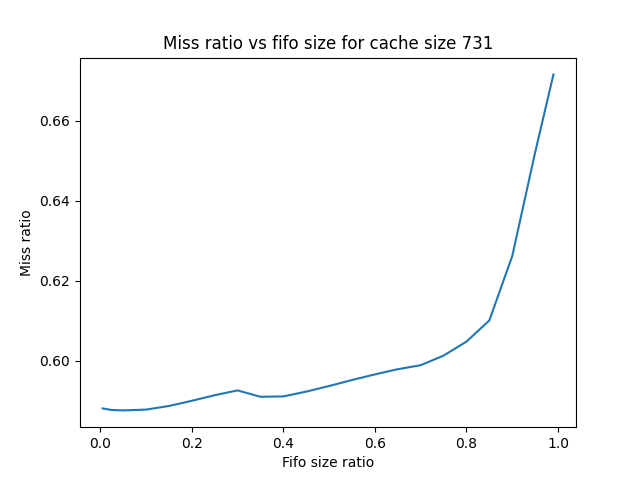 Miss ratio vs fifo size for cache size 731
0.66
0.64
0.62
0.60
Miss ratio
0.0 0.2 0.4 0.6 0.8 1.0
Fifo size ratio